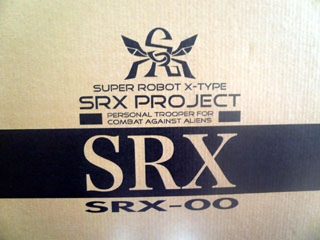 SUPER ROBOT X-TYPE
SRX PROJECT
PERSONAL TROOPER FOR
COMBAT AGAINST ALIENS
SRX
SRX-00